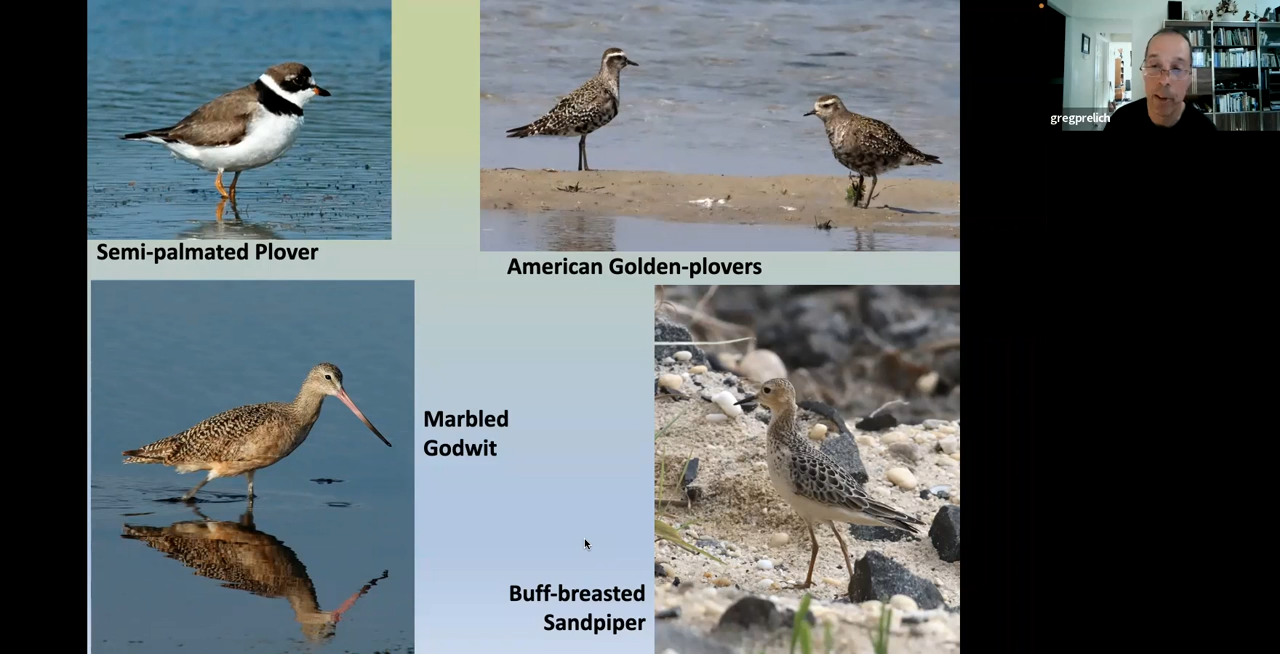 gregprelich
Semi-palmated Plover
American Golden-plovers
Marbled
Godwit
Buff-breasted
Sandpiper